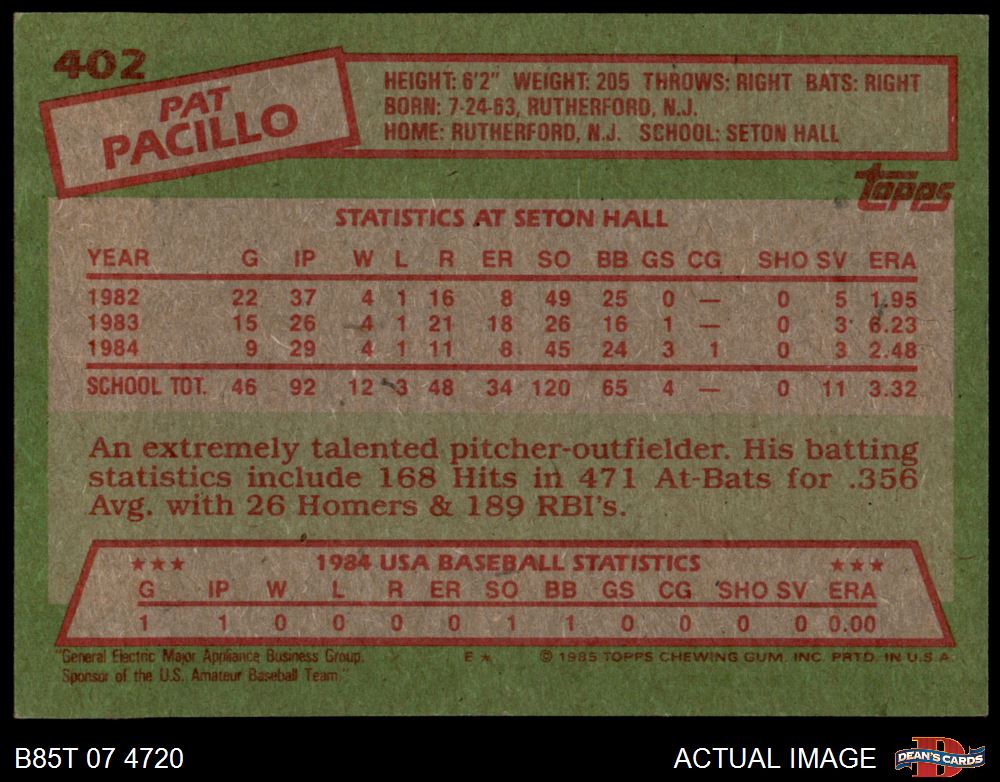 402
PAT
PACILLO
HEIGHT: 6'2" WEIGHT: 205 THROWS: RIGHT BATS: RIGHT
BORN: 7-24-63, RUTHERFORD, N.J.
HOME: RUTHERFORD, N.J. SCHOOL: SETON HALL
topps
STATISTICS AT SETON HALL
YEAR G IP W L R ER SO BB GS CG SHO SV ERA
1982 22 37 4 1 16 8 49 25 0 — 0 5 1.95
1983 15 26 4 1 21 18 26 16 1 — 0 3 6.23
1984 9 29 4 1 11 8 45 24 3 1 0 3 2.48
SCHOOL TOT. 46 92 12 3 48 34 120 65 4 — 0 11 3.32
An extremely talented pitcher-outfielder. His batting
statistics include 168 Hits in 471 At-Bats for .356
Avg. with 26 Homers & 189 RBI's.
★★★ 1984 USA BASEBALL STATISTICS ★★★
G IP W L R ER SO BB GS CG SHO SV ERA
1 1 0 0 0 0 1 1 0 0 0 0 0.00
"General Electric Major Appliance Business Group. E★ © 1985 TOPPS CHEWING GUM, INC. PRTD. IN U.S.A.
Sponsor of the U.S. Amateur Baseball Team"
B85T 07 4720 ACTUAL IMAGE DEAN'S CARDS